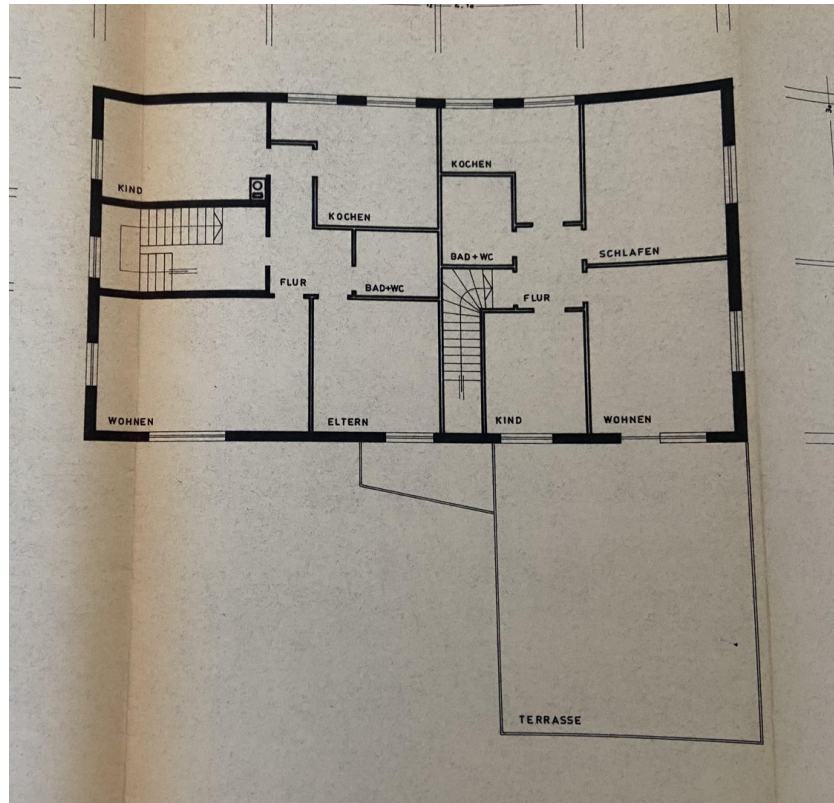 KIND
KOCHEN
KOCHEN
BAD+WC
SCHLAFEN
FLUR
BAD+WC
FLUR
WOHNEN
ELTERN
KIND
WOHNEN
TERRASSE